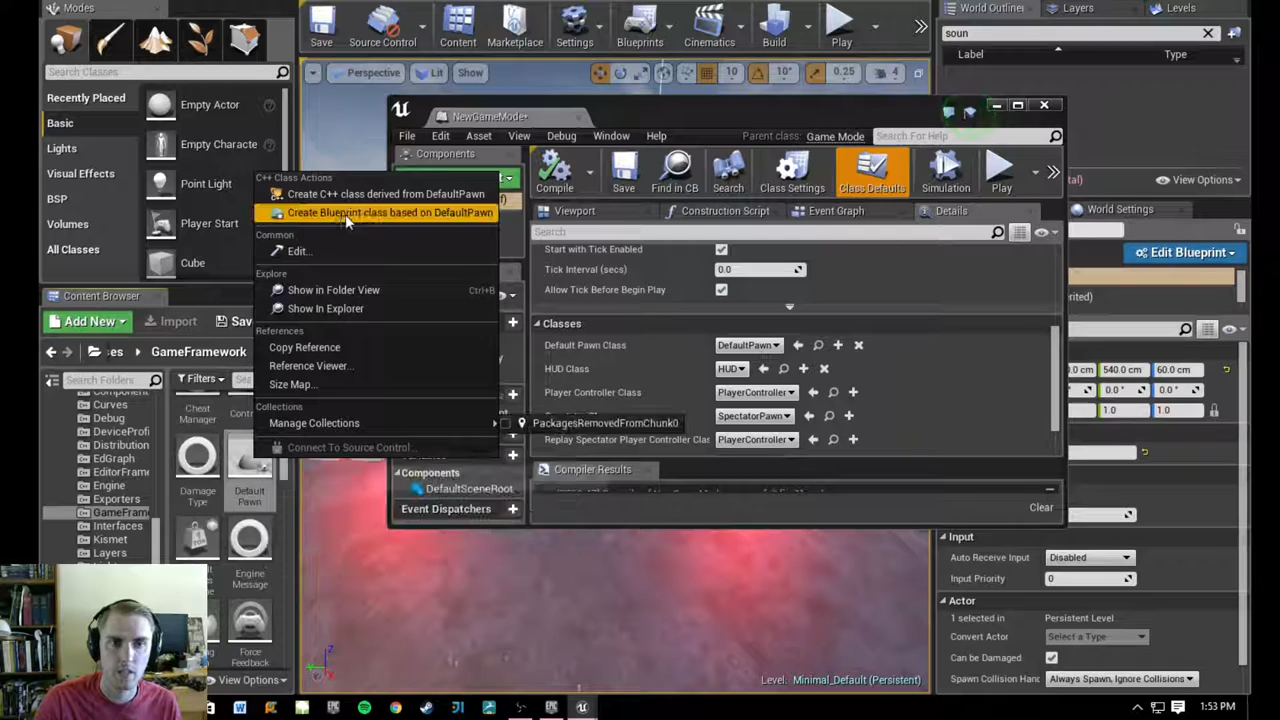 Modes
Search Classes
Recently Placed
Basic
Lights
Visual Effects
BSP
Volumes
All Classes
Empty Actor
Empty Characte
Point Light
Player Start
Cube
Save
Source Control
Content
Marketplace
Settings
Blueprints
Cinematics
Build
Play
Perspective
Lit
Show
10
10°
0.25
4
World Outliner
Layers
Levels
soun
Label
Type
View Options
World Settings
Edit Blueprint
NewGameMode*
File
Edit
Asset
View
Debug
Window
Help
Parent class:
Game Mode
Search For Help
Components
Compile
Save
Find in CB
Search
Class Settings
Class Defaults
Simulation
Play
Viewport
Construction Script
Event Graph
Details
Search
Start with Tick Enabled
Tick Interval (secs)
0.0
Allow Tick Before Begin Play
Classes
Default Pawn Class
DefaultPawn
HUD Class
HUD
Player Controller Class
PlayerController
SpectatorPawn
Replay Spectator Player Controller Clas
PlayerController
Compiler Results
Clear
Components
DefaultSceneRoot
Event Dispatchers
C++ Class Actions
Create C++ class derived from DefaultPawn
Create Blueprint class based on DefaultPawn
Common
Edit...
Explore
Show in Folder View
Ctrl+B
Show In Explorer
References
Copy Reference
Reference Viewer...
Size Map...
Collections
Manage Collections
PackagesRemovedFromChunk0
Connect To Source Control...
Content Browser
Add New
Import
Sav
GameFramework
Search Folders
Filters
Curves
Debug
DeviceProfi
Distribution
EdGraph
EditorFrame
Engine
Exporters
GameFram
Interfaces
Kismet
Layers
Cheat
Manager
Damage
Type
Default
Pawn
Engine
Message
Force
Feedback
View Options
Level:
Minimal_Default (Persistent)
540.0 cm
60.0 cm
0.0 °
0.0 °
1.0
1.0
Input
Auto Receive Input
Disabled
Input Priority
0
Actor
1 selected in
Persistent Level
Convert Actor
Select a Type
Can be Damaged
Spawn Collision Hand
Always Spawn, Ignore Collisions
1:53 PM